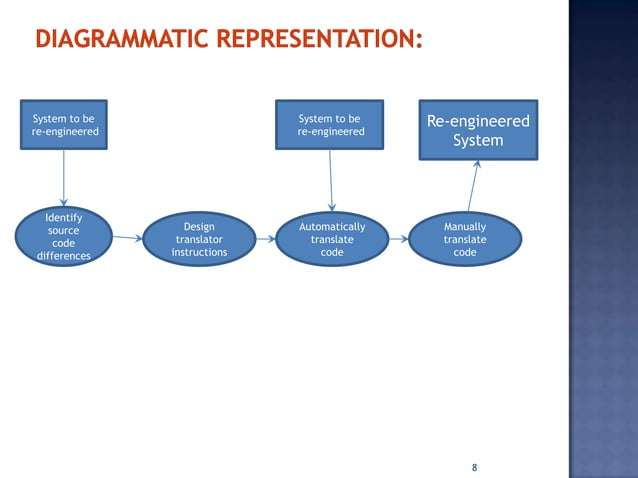 DIAGRAMMATIC REPRESENTATION:
System to be
re-engineered
System to be
re-engineered
Re-engineered
System
Identify
source
code
differences
Design
translator
instructions
Automatically
translate
code
Manually
translate
code
8